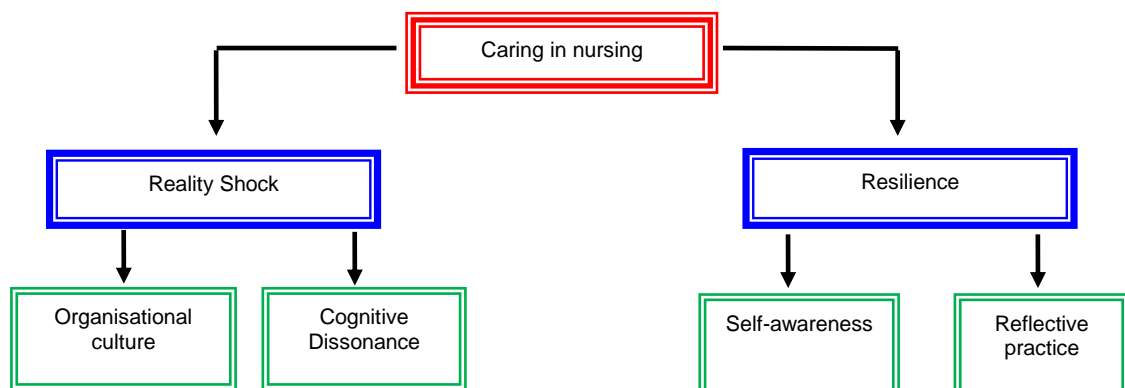 Caring in nursing
Reality Shock
Resilience
Organisational
culture
Cognitive
Dissonance
Self-awareness
Reflective
practice